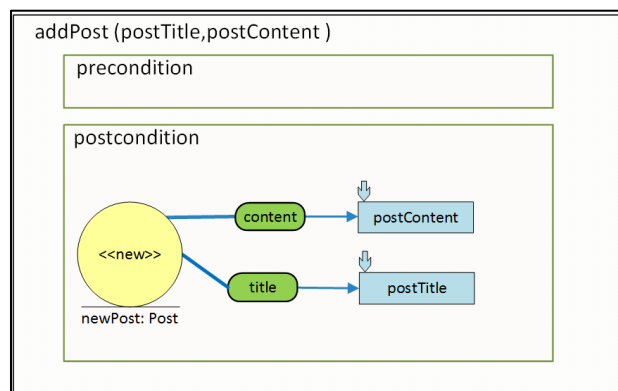 addPost (postTitle,postContent )
precondition
postcondition
content
postContent
<<new>>
title
postTitle
newPost: Post